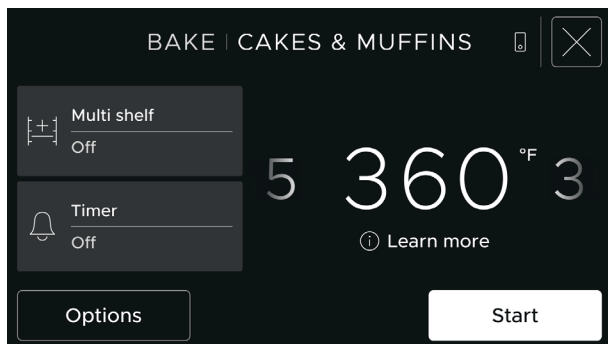 BAKE | CAKES & MUFFINS
Multi shelf
Off
5 360 °F 3
Timer
Off
Learn more
Options
Start